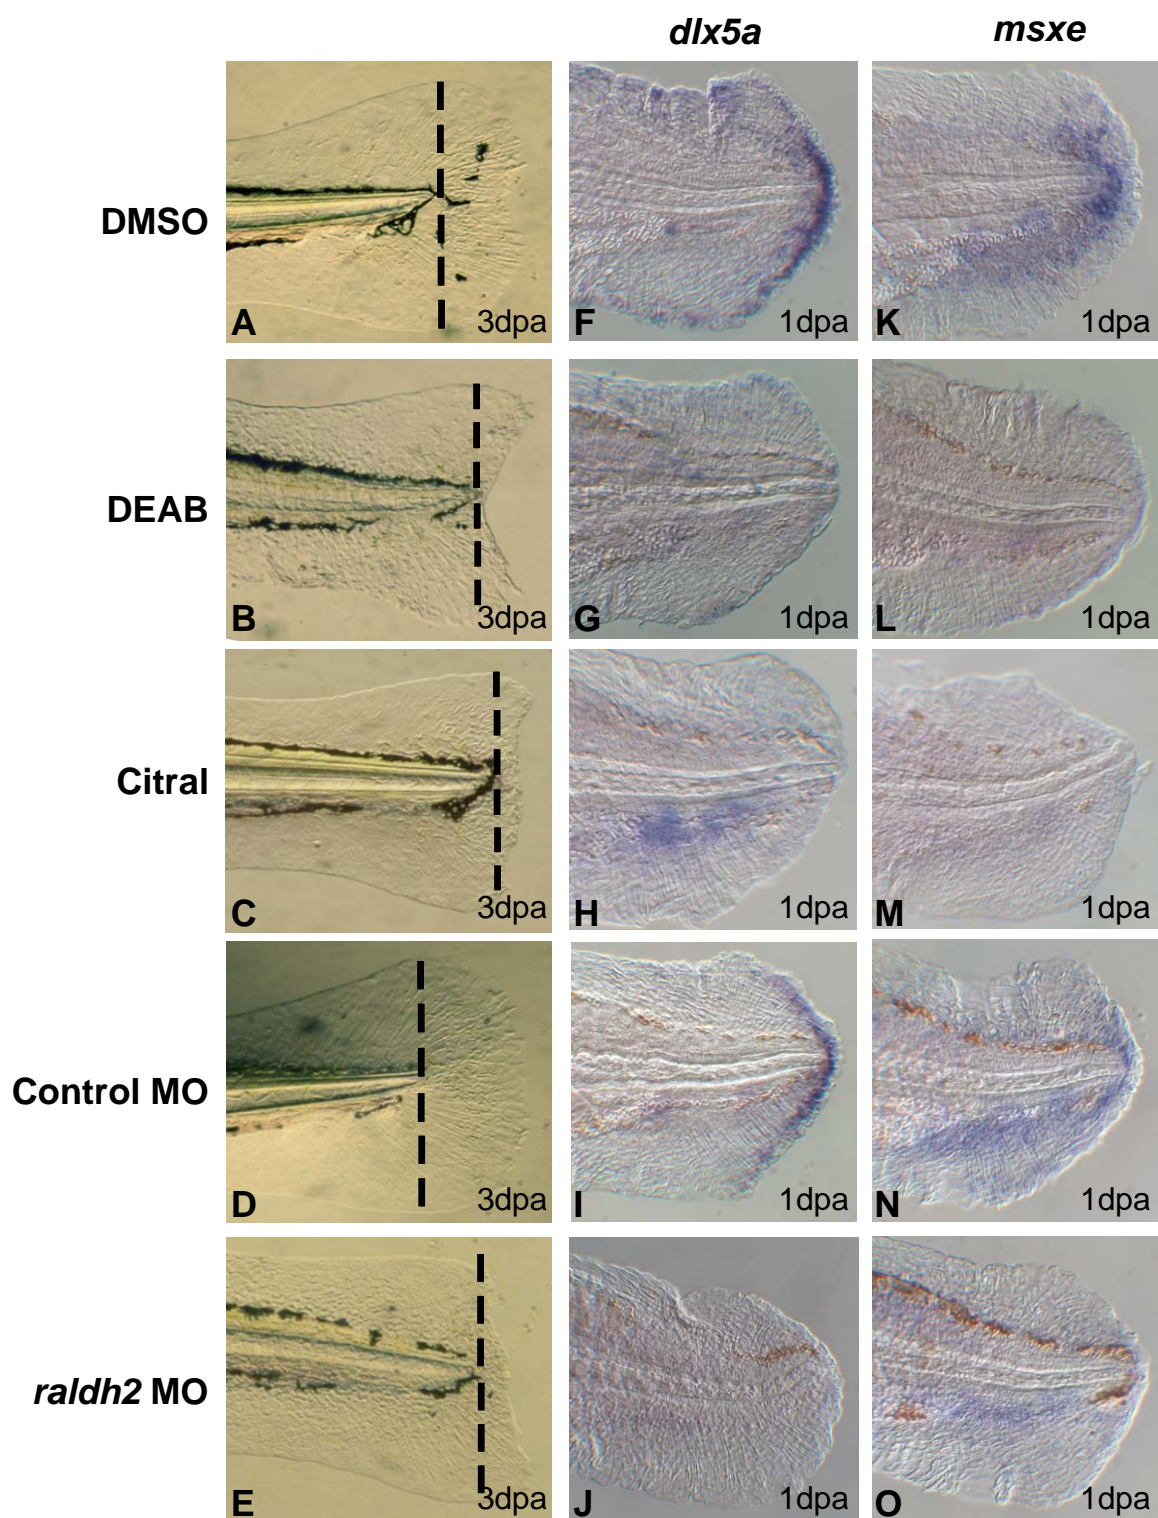 dlx5a msxe
DMSO
A 3dpa F 1dpa K 1dpa
DEAB
B 3dpa G 1dpa L 1dpa
Citral
C 3dpa H 1dpa M 1dpa
Control MO
D 3dpa I 1dpa N 1dpa
raldh2 MO
E 3dpa J 1dpa O 1dpa